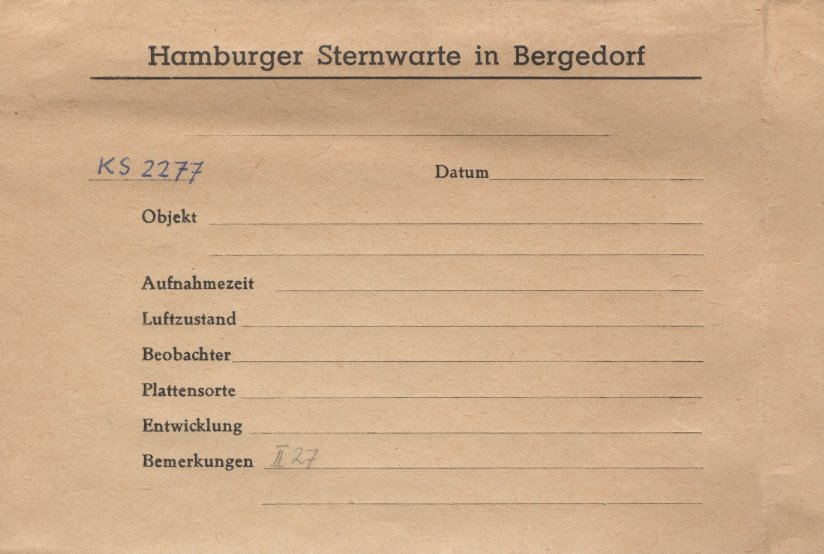 Hamburger Sternwarte in Bergedorf
KS 2277 Datum
Objekt
Aufnahmezeit
Luftzustand
Beobachter
Plattensorte
Entwicklung
Bemerkungen II 27